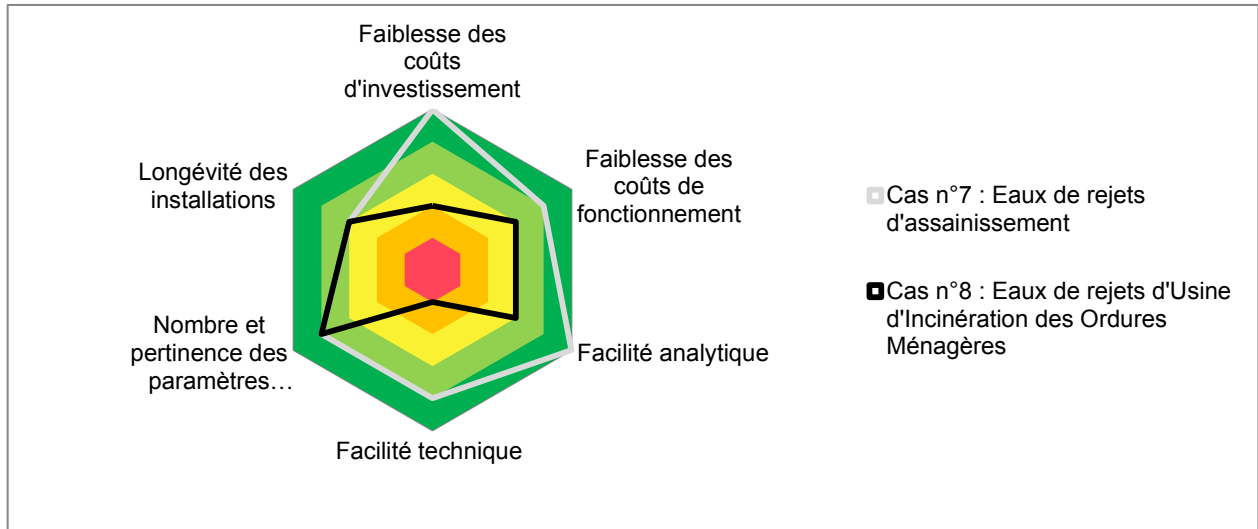 Faiblesse des
coûts
d'investissement
Faiblesse des
coûts de
fonctionnement
Facilité analytique
Facilité technique
Nombre et
pertinence des
paramètres…
Longévité des
installations
Cas n°7 : Eaux de rejets
d'assainissement
Cas n°8 : Eaux de rejets d'Usine
d'Incinération des Ordures
Ménagères